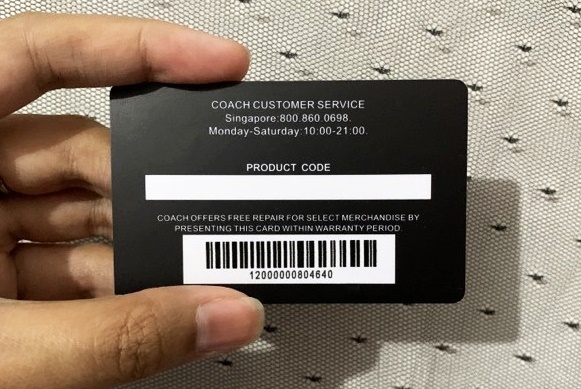 COACH CUSTOMER SERVICE
Singapore:800.860 0698.
Monday-Saturday:10:00-21:00.
PRODUCT CODE
COACH OFFERS FREE REPAIR FOR SELECT MERCHANDISE BY
PRESENTING THIS CARD WITHIN WARRANTY PERIOD.
12000000804640